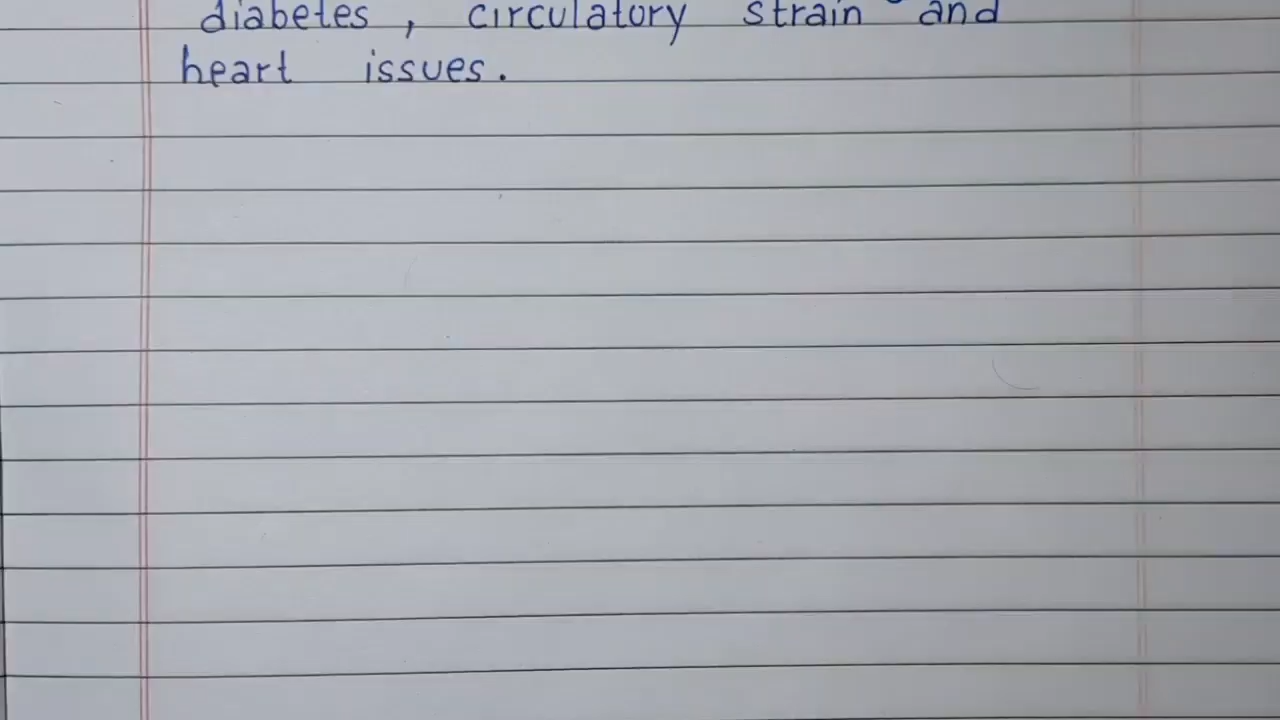 diabetes , circulatory strain and
heart issues .